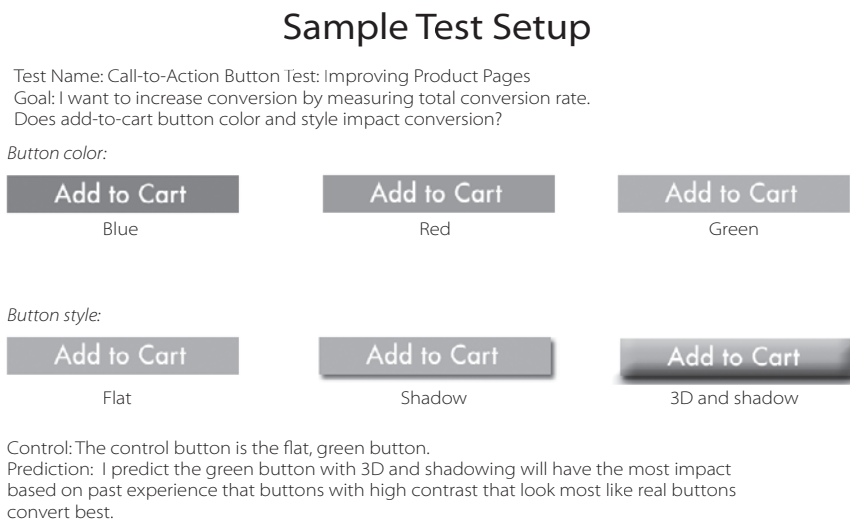 Sample Test Setup
Test Name: Call-to-Action Button Test: Improving Product Pages
Goal: I want to increase conversion by measuring total conversion rate.
Does add-to-cart button color and style impact conversion?
Button color:
Add to Cart Add to Cart Add to Cart
Blue Red Green
Button style:
Add to Cart Add to Cart Add to Cart
Flat Shadow 3D and shadow
Control: The control button is the flat, green button.
Prediction: I predict the green button with 3D and shadowing will have the most impact
based on past experience that buttons with high contrast that look most like real buttons
convert best.